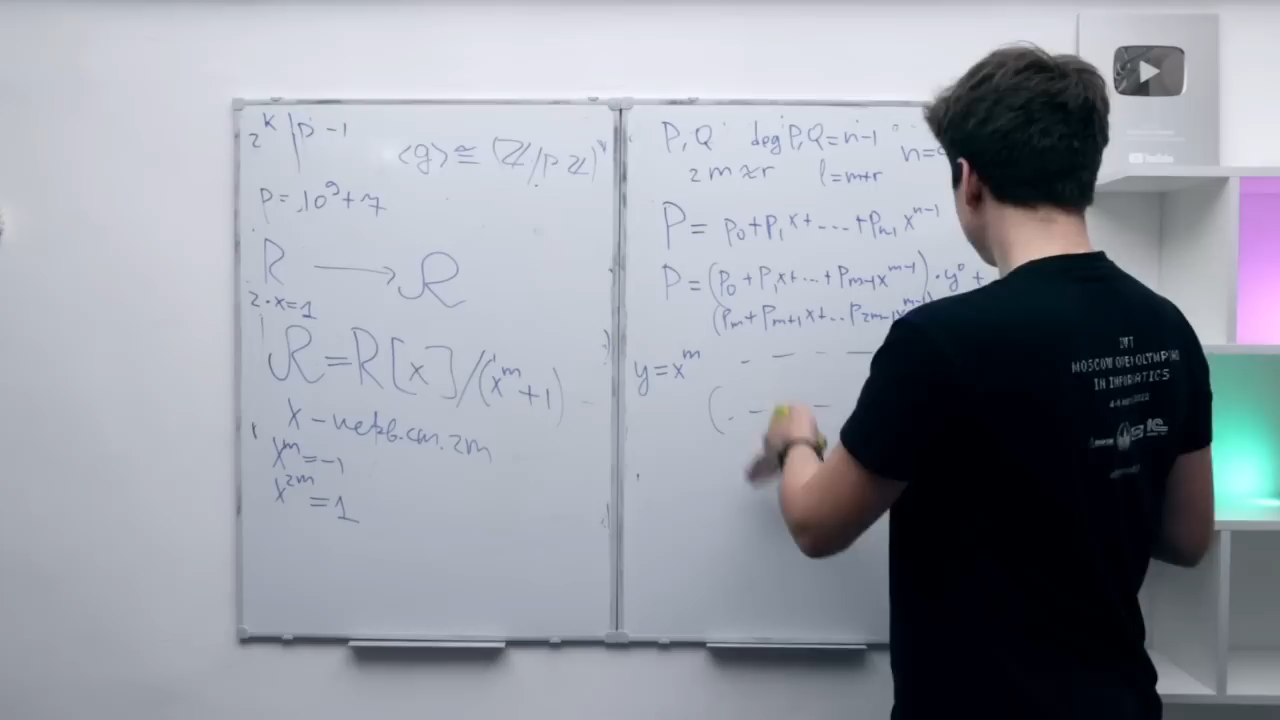 2^k | p-1
⟨g⟩ ≅ (ℤ/pℤ)^*
p = 10^9+7
R → ℛ
2·x=1
ℛ = R[x]/(x^m+1)
x - перв.ст.2m
x^m = -1
x^{2m} = 1
P, Q deg P,Q = n-1
n=
2m≈r l=m+r
P = p_0+p_1x+...+p_{n-1}x^{n-1}
P = (p_0+p_1x+...+p_{m-1}x^{m-1})·y^0+
(p_m+p_{m+1}x+...p_{2m-1}x
y=x^m
MOSCOW OPEN OLYMPIAD
IN INFORMATICS
YouTube